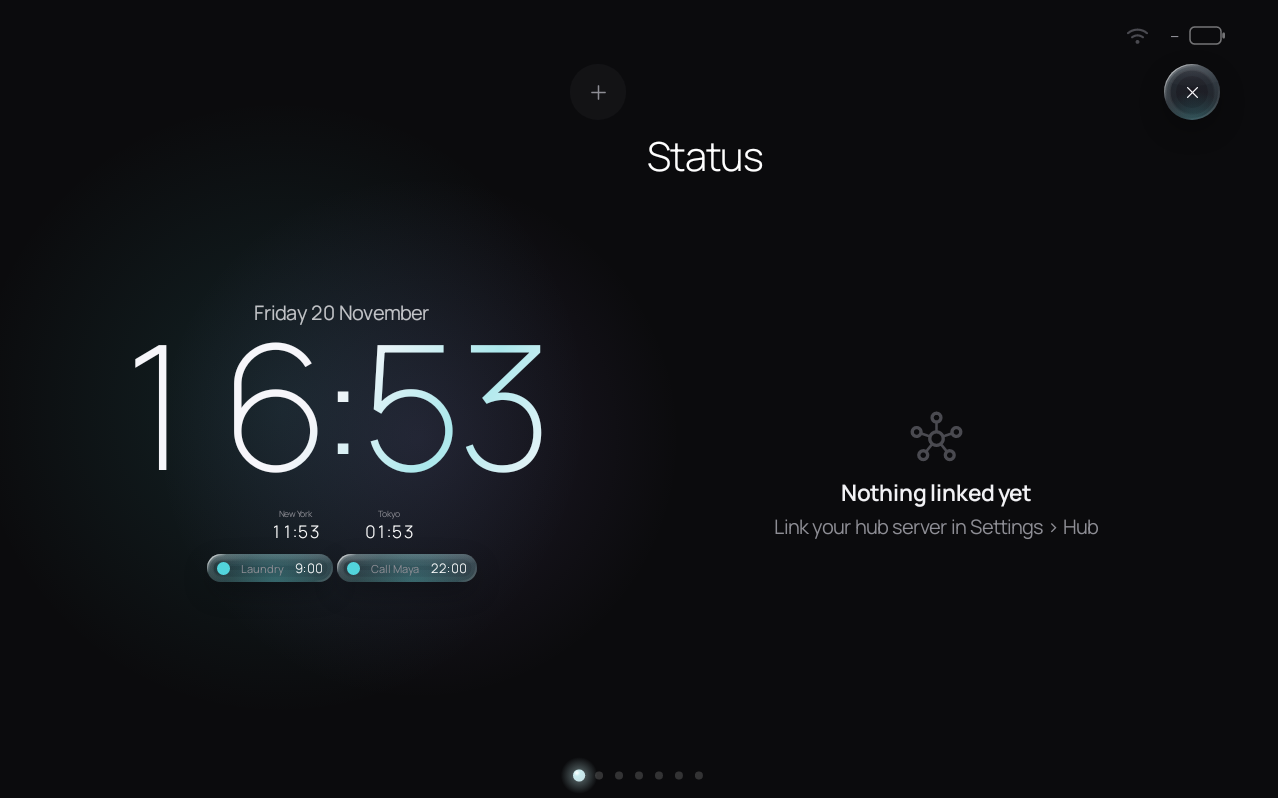 –
Status
Friday 20 November
16:53
New York
11:53
Tokyo
01:53
Laundry 9:00
Call Maya 22:00
Nothing linked yet
Link your hub server in Settings > Hub